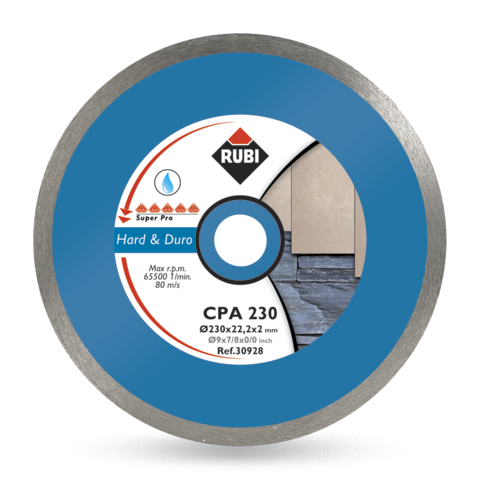 RUBI
Super Pro
Hard & Duro
Max r.p.m.
65500 1/min.
80 m/s
CPA 230
Ø230x22,2x2 mm
Ø9x7/8x0/0 inch
Ref.30928